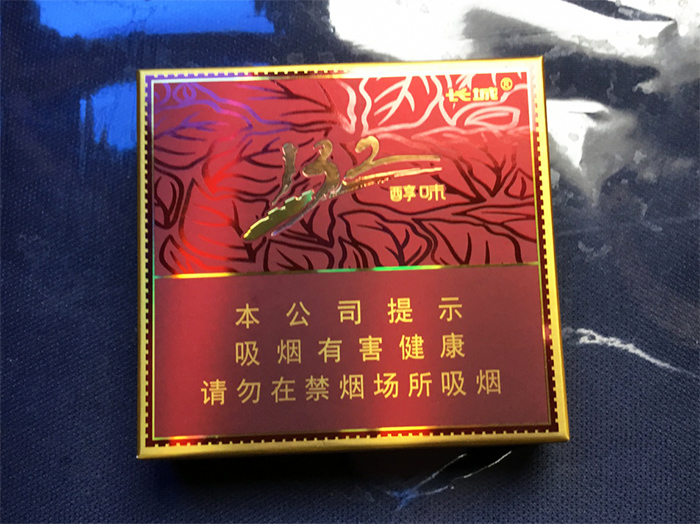 长城®
132
醇味
本公司提示
吸烟有害健康
请勿在禁烟场所吸烟